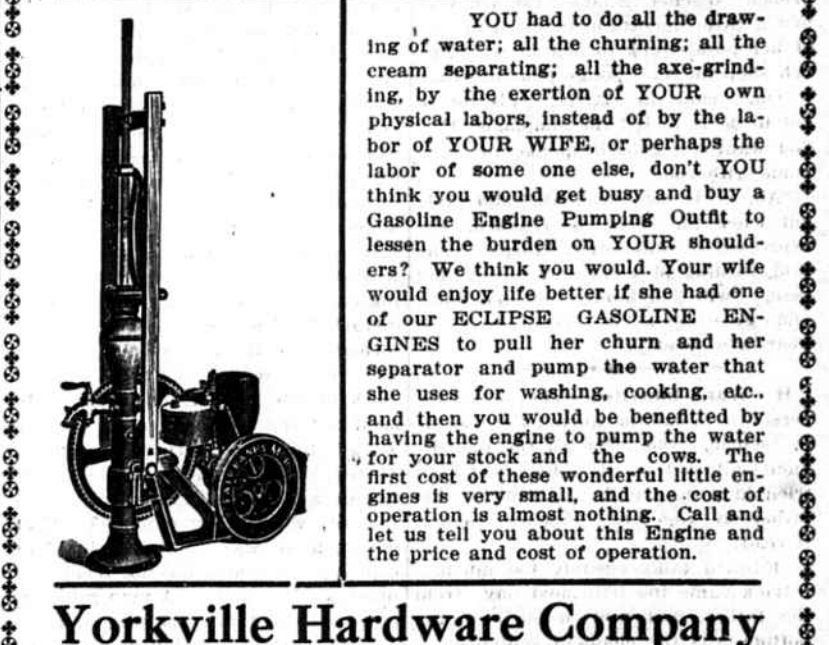 YOU had to do all the draw-
ing of water; all the churning; all the
cream separating; all the axe-grind-
ing, by the exertion of YOUR own
physical labors, instead of by the la-
bor of YOUR WIFE, or perhaps the
labor of some one else, don't YOU
think you would get busy and buy a
Gasoline Engine Pumping Outfit to
lessen the burden on YOUR should-
ers? We think you would. Your wife
would enjoy life better if she had one
of our ECLIPSE GASOLINE EN-
GINES to pull her churn and her
separator and pump the water that
she uses for washing, cooking, etc.,
and then you would be benefitted by
having the engine to pump the water
for your stock and the cows. The
first cost of these wonderful little en-
gines is very small, and the cost of
operation is almost nothing. Call and
let us tell you about this Engine and
the price and cost of operation.
Yorkville Hardware Company